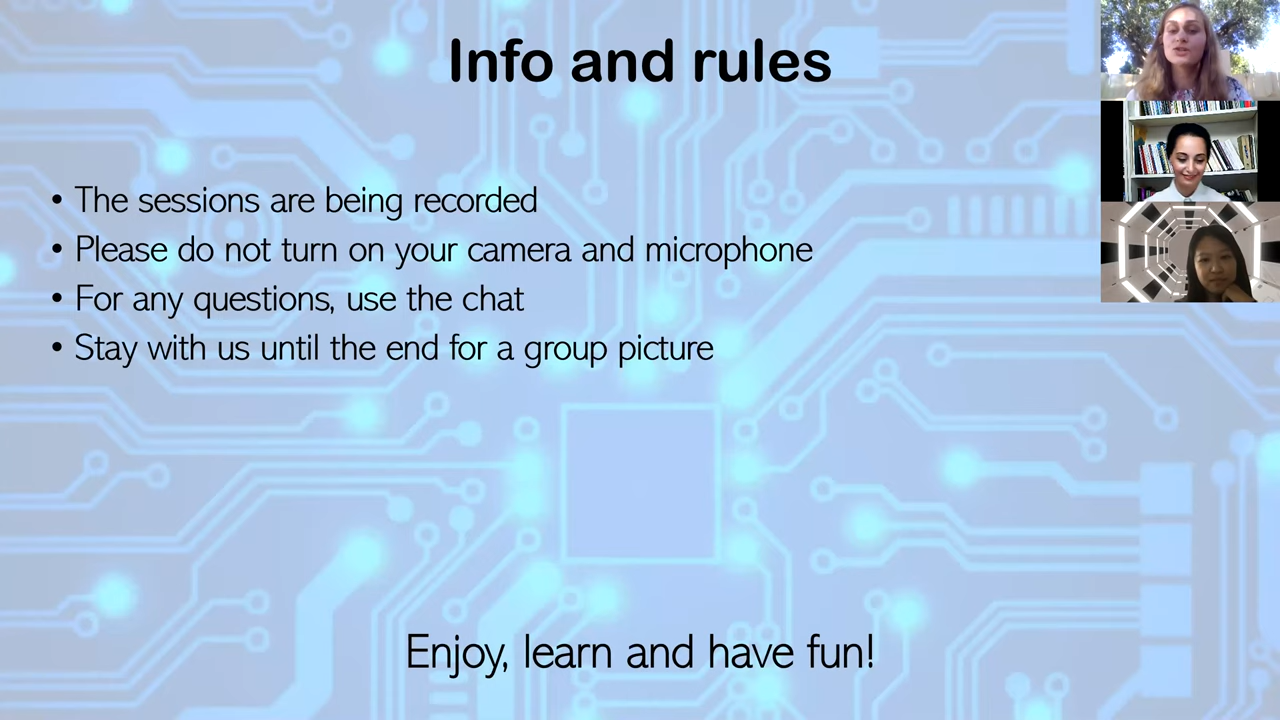 Info and rules
• The sessions are being recorded
• Please do not turn on your camera and microphone
• For any questions, use the chat
• Stay with us until the end for a group picture
Enjoy, learn and have fun!